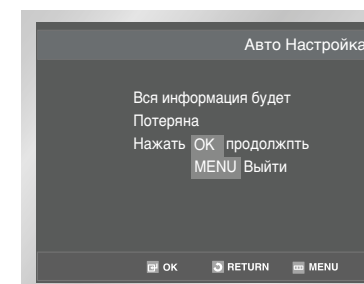 Авто Настройка
Вся информация будет
Потеряна
Нажать OK продолжпть
MENU Выйти
OK RETURN MENU